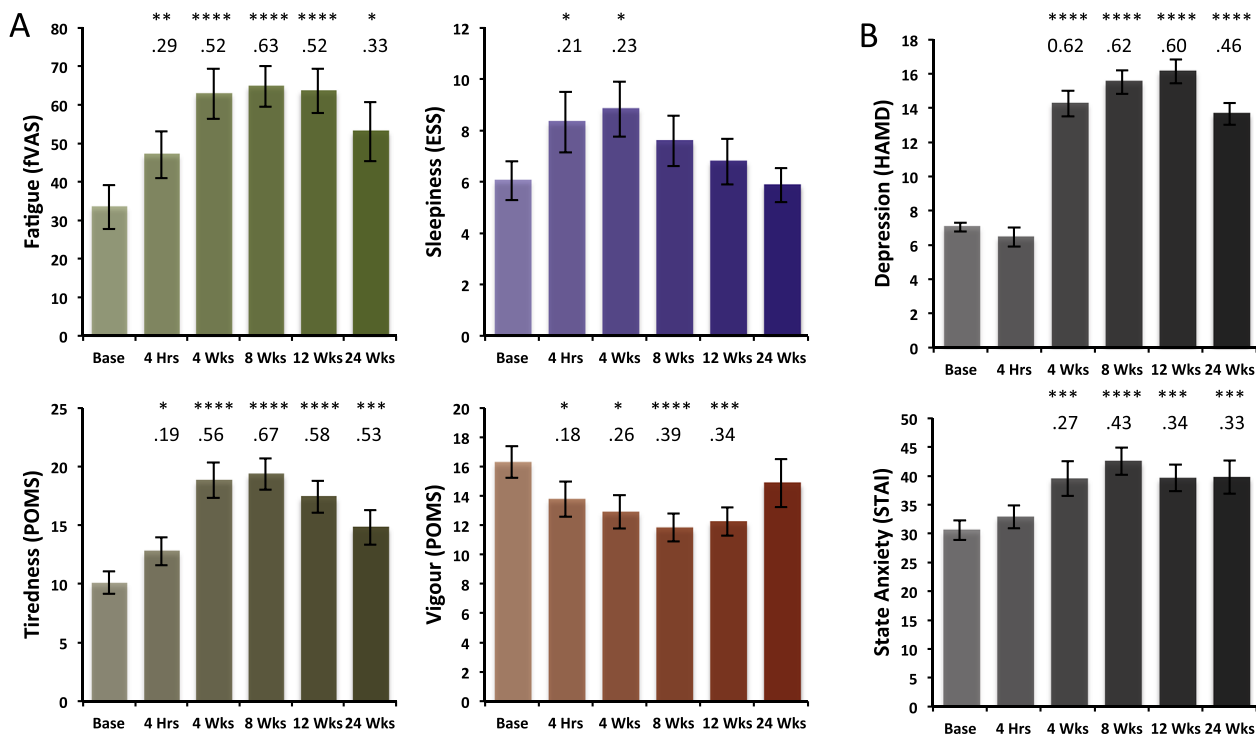 A
** **** **** **** *
.29 .52 .63 .52 .33
80
70
60
50
40
30
20
10
0
Fatigue (fVAS)
Base 4 Hrs 4 Wks 8 Wks 12 Wks 24 Wks
* *
.21 .23
12
10
8
6
4
2
0
Sleepiness (ESS)
Base 4 Hrs 4 Wks 8 Wks 12 Wks 24 Wks
* **** **** **** ***
.19 .56 .67 .58 .53
25
20
15
10
5
0
Tiredness (POMS)
Base 4 Hrs 4 Wks 8 Wks 12 Wks 24 Wks
* * **** ***
.18 .26 .39 .34
20
18
16
14
12
10
8
6
4
2
0
Vigour (POMS)
Base 4 Hrs 4 Wks 8 Wks 12 Wks 24 Wks
B
**** **** **** ****
0.62 .62 .60 .46
18
16
14
12
10
8
6
4
2
0
Depression (HAMD)
Base 4 Hrs 4 Wks 8 Wks 12 Wks 24 Wks
*** **** *** ***
.27 .43 .34 .33
50
45
40
35
30
25
20
15
10
5
0
State Anxiety (STAI)
Base 4 Hrs 4 Wks 8 Wks 12 Wks 24 Wks